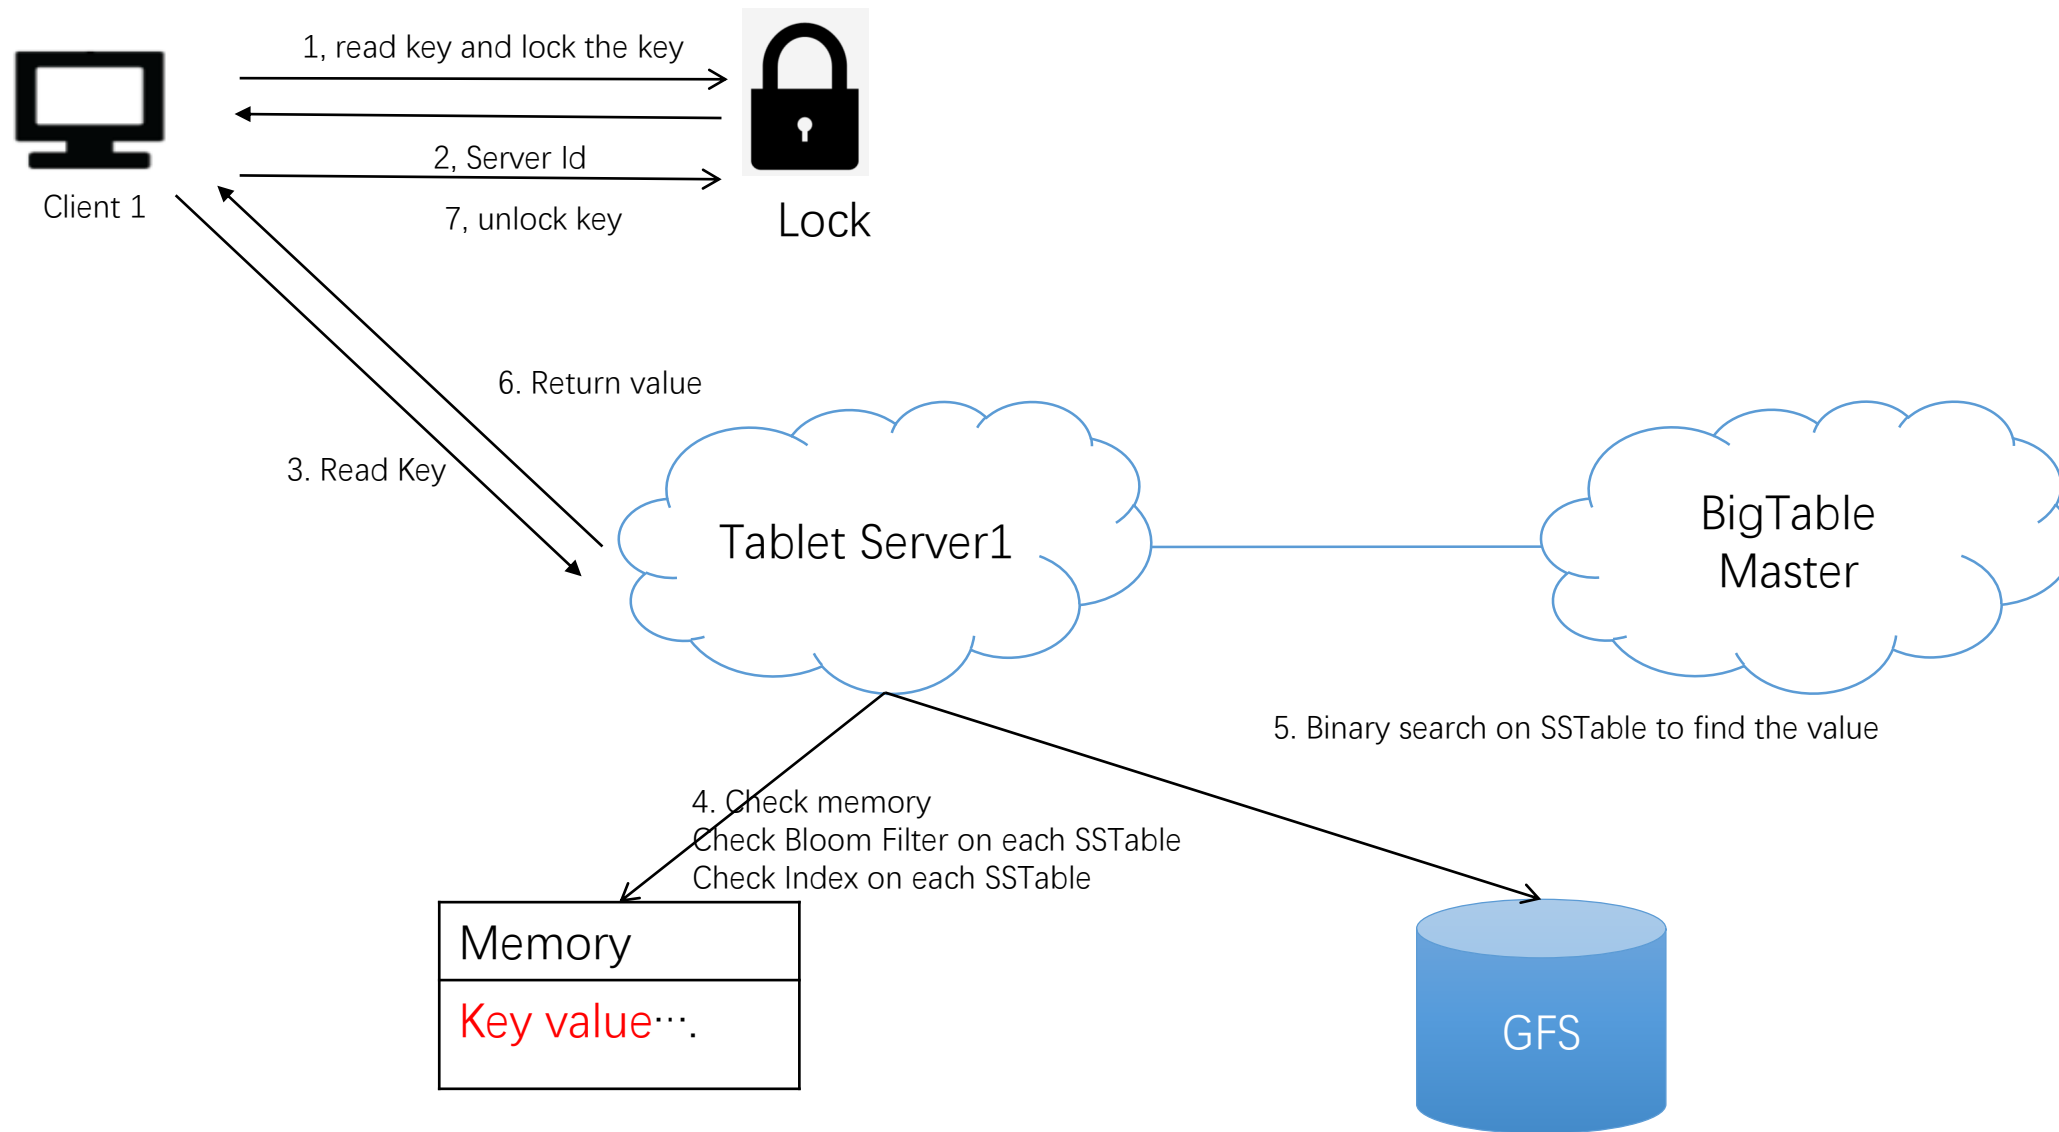 1, read key and lock the key
2, Server Id
Client 1
7, unlock key
Lock
6. Return value
3. Read Key
Tablet Server1
BigTable
Master
5. Binary search on SSTable to find the value
4. Check memory
Check Bloom Filter on each SSTable
Check Index on each SSTable
Memory
Key value….
GFS